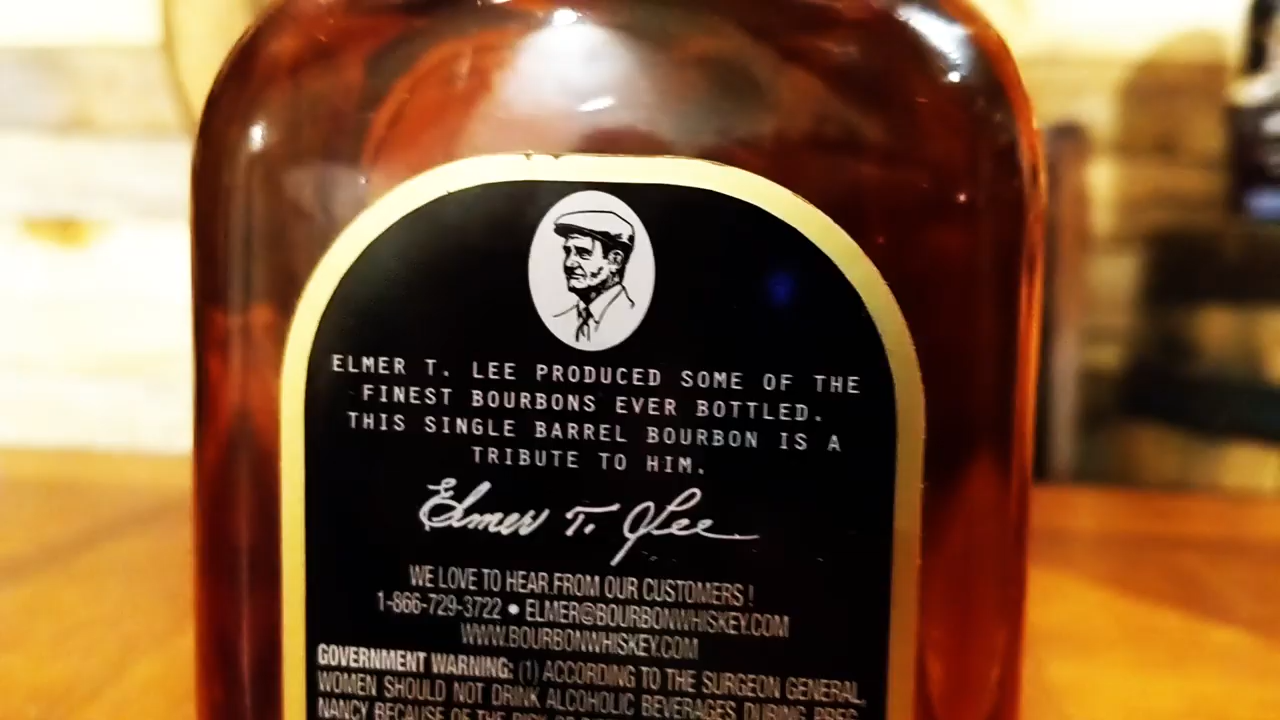 ELMER T. LEE PRODUCED SOME OF THE
FINEST BOURBONS EVER BOTTLED.
THIS SINGLE BARREL BOURBON IS A
TRIBUTE TO HIM.
Elmer T. Lee
WE LOVE TO HEAR FROM OUR CUSTOMERS !
1-866-729-3722 • ELMER@BOURBONWHISKEY.COM
WWW.BOURBONWHISKEY.COM
GOVERNMENT WARNING: (1) ACCORDING TO THE SURGEON GENERAL,
WOMEN SHOULD NOT DRINK ALCOHOLIC BEVERAGES DURING PREG-
NANCY BECAUSE OF THE RISK OF